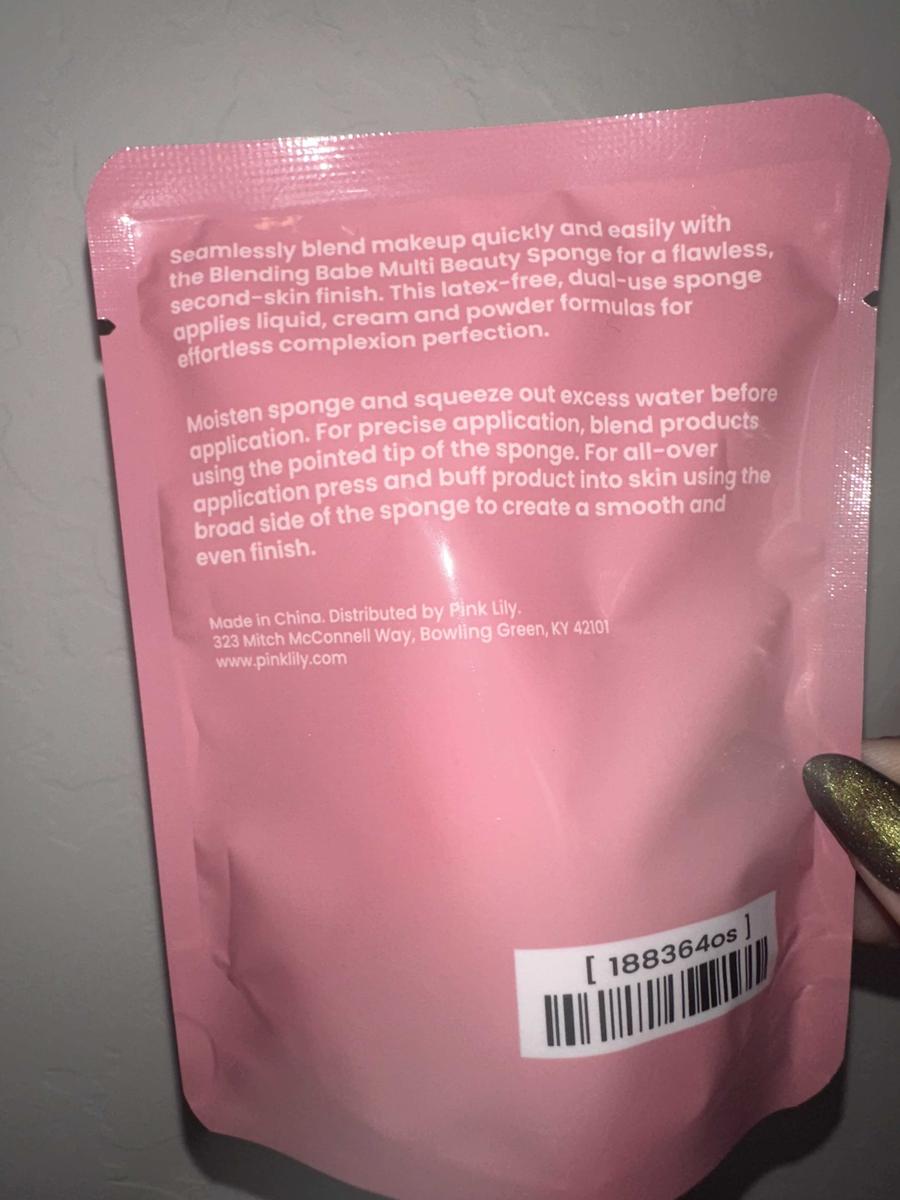 Seamlessly blend makeup quickly and easily with
the Blending Babe Multi Beauty Sponge for a flawless,
second-skin finish. This latex-free, dual-use sponge
applies liquid, cream and powder formulas for
effortless complexion perfection.
Moisten sponge and squeeze out excess water before
application. For precise application, blend products
using the pointed tip of the sponge. For all-over
application press and buff product into skin using the
broad side of the sponge to create a smooth and
even finish.
Made in China. Distributed by Pink Lily.
323 Mitch McConnell Way, Bowling Green, KY 42101
www.pinklily.com
[ 188364os ]